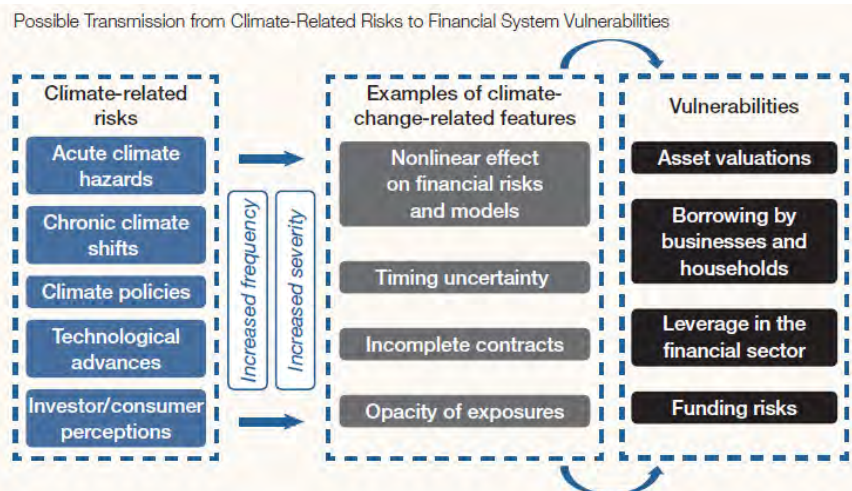 Possible Transmission from Climate-Related Risks to Financial System Vulnerabilities
Climate-related
risks
Acute climate
hazards
Chronic climate
shifts
Climate policies
Technological
advances
Investor/consumer
perceptions
Increased frequency
Increased severity
Examples of climate-
change-related features
Nonlinear effect
on financial risks
and models
Timing uncertainty
Incomplete contracts
Opacity of exposures
Vulnerabilities
Asset valuations
Borrowing by
businesses and
households
Leverage in the
financial sector
Funding risks